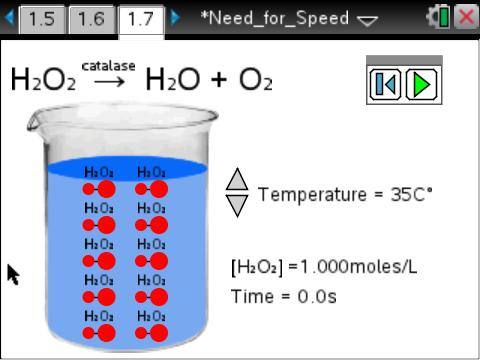 1.5 1.6 1.7 *Need_for_Speed
catalase
H₂O₂ → H₂O + O₂
H₂O₂ H₂O₂
H₂O₂ H₂O₂
H₂O₂ H₂O₂
H₂O₂ H₂O₂
H₂O₂ H₂O₂
Temperature = 35C°
[H₂O₂] =1.000moles/L
Time = 0.0s